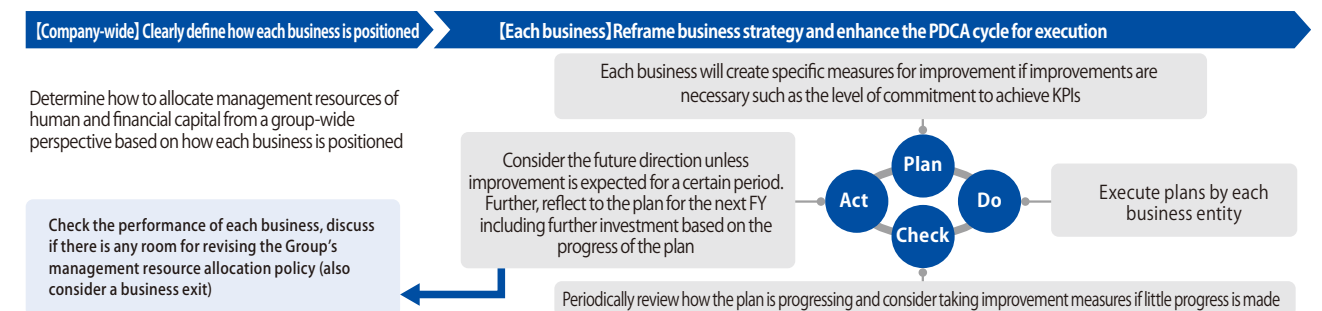 【Company-wide】 Clearly define how each business is positioned
【Each business】Reframe business strategy and enhance the PDCA cycle for execution
Determine how to allocate management resources of
human and financial capital from a group-wide
perspective based on how each business is positioned
Check the performance of each business, discuss
if there is any room for revising the Group's
management resource allocation policy (also
consider a business exit)
Each business will create specific measures for improvement if improvements are
necessary such as the level of commitment to achieve KPIs
Consider the future direction unless
improvement is expected for a certain period.
Further, reflect to the plan for the next FY
including further investment based on the
progress of the plan
Plan
Act
Do
Check
Execute plans by each
business entity
Periodically review how the plan is progressing and consider taking improvement measures if little progress is made